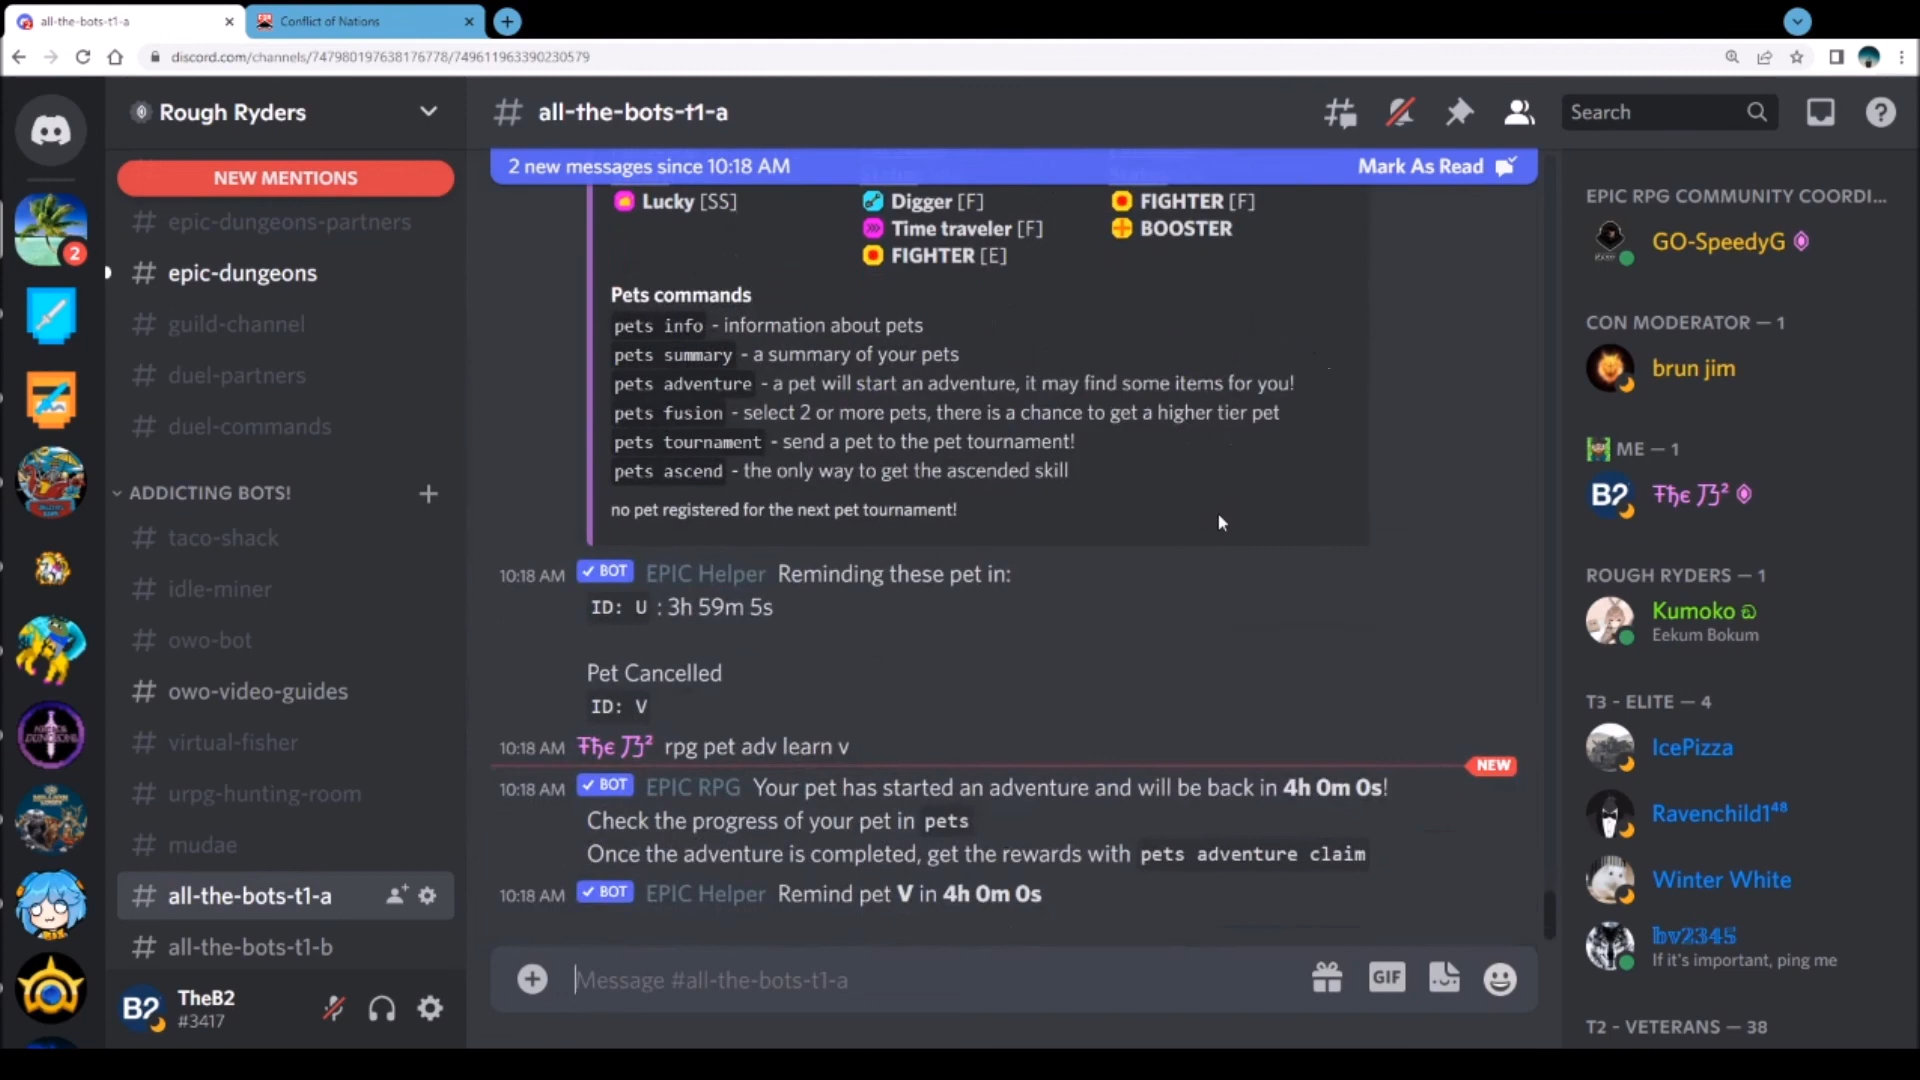 all-the-bots-t1-a
Conflict of Nations
discord.com/channels/747980197638176778/749611963390230579
Rough Ryders
NEW MENTIONS
epic-dungeons-partners
epic-dungeons
guild-channel
duel-partners
duel-commands
ADDICTING BOTS!
taco-shack
idle-miner
owo-bot
owo-video-guides
virtual-fisher
urpg-hunting-room
mudae
all-the-bots-t1-a
all-the-bots-t1-b
2
B2 TheB2
#3417
# all-the-bots-t1-a
Search
2 new messages since 10:18 AM
Mark As Read
Lucky [SS] Digger [F] FIGHTER [F]
Time traveler [F] BOOSTER
FIGHTER [E]
Pets commands
pets info - information about pets
pets summary - a summary of your pets
pets adventure - a pet will start an adventure, it may find some items for you!
pets fusion - select 2 or more pets, there is a chance to get a higher tier pet
pets tournament - send a pet to the pet tournament!
pets ascend - the only way to get the ascended skill
no pet registered for the next pet tournament!
10:18 AM ✓ BOT EPIC Helper Reminding these pet in:
ID: U : 3h 59m 5s
Pet Cancelled
ID: V
10:18 AM Ŧђє 乃² rpg pet adv learn v
NEW
10:18 AM ✓ BOT EPIC RPG Your pet has started an adventure and will be back in 4h 0m 0s!
Check the progress of your pet in pets
Once the adventure is completed, get the rewards with pets adventure claim
10:18 AM ✓ BOT EPIC Helper Remind pet V in 4h 0m 0s
Message #all-the-bots-t1-a
GIF
EPIC RPG COMMUNITY COORDI...
GO-SpeedyG
CON MODERATOR — 1
brun jim
ME — 1
B2 Ŧђє 乃²
ROUGH RYDERS — 1
Kumoko
Eekum Bokum
T3 - ELITE — 4
IcePizza
Ravenchild1⁴⁸
Winter White
𝕓𝕧𝟚𝟛𝟜𝟝
If it's important, ping me
T2 - VETERANS — 38